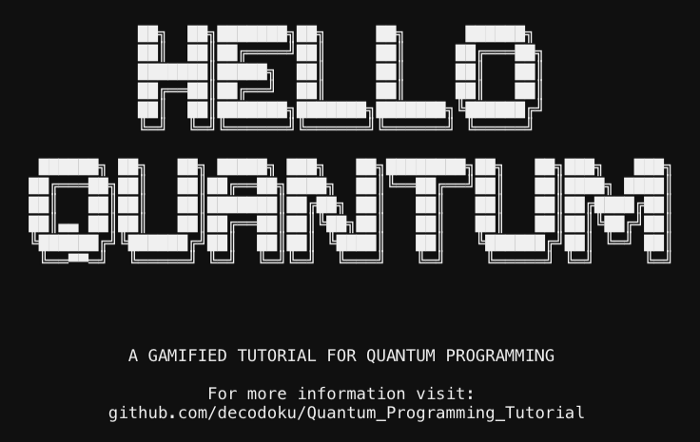 HELLO
QUANTUM
A GAMIFIED TUTORIAL FOR QUANTUM PROGRAMMING
For more information visit:
github.com/decodoku/Quantum_Programming_Tutorial